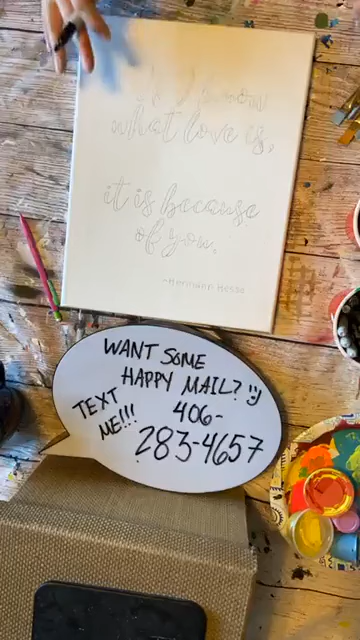 If I know
what love is,
it is because
of you.
-Hermann Hesse
WANT SOME
HAPPY MAIL? :)
TEXT
ME!!!
406-
283-4657